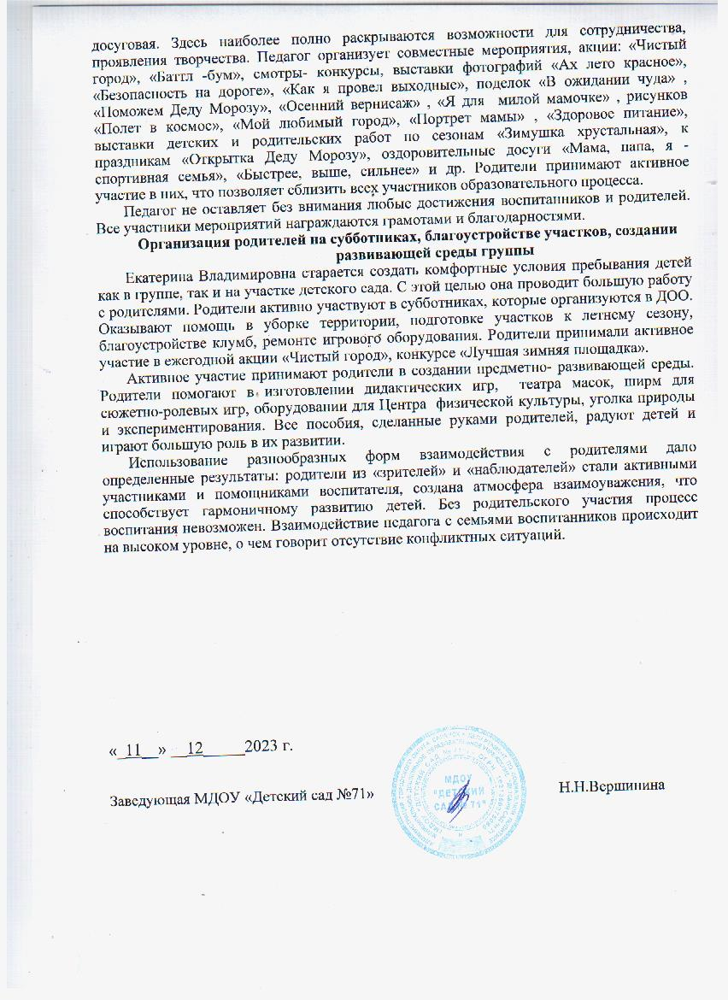 досуговая. Здесь наиболее полно раскрываются возможности для сотрудничества,
проявления творчества. Педагог организует совместные мероприятия, акции: «Чистый
город», «Баттл -бум», смотры- конкурсы, выставки фотографий «Ах лето красное»,
«Безопасность на дороге», «Как я провел выходные», поделок «В ожидании чуда» ,
«Поможем Деду Морозу», «Осенний вернисаж» , «Я для милой мамочке» , рисунков
«Полет в космос», «Мой любимый город», «Портрет мамы» , «Здоровое питание»,
выставки детских и родительских работ по сезонам «Зимушка хрустальная», к
праздникам «Открытка Деду Морозу», оздоровительные досуги «Мама, папа, я -
спортивная семья», «Быстрее, выше, сильнее» и др. Родители принимают активное
участие в них, что позволяет сблизить всех участников образовательного процесса.
Педагог не оставляет без внимания любые достижения воспитанников и родителей.
Все участники мероприятий награждаются грамотами и благодарностями.
Организация родителей на субботниках, благоустройстве участков, создании
развивающей среды группы
Екатерина Владимировна старается создать комфортные условия пребывания детей
как в группе, так и на участке детского сада. С этой целью она проводит большую работу
с родителями. Родители активно участвуют в субботниках, которые организуются в ДОО.
Оказывают помощь в уборке территории, подготовке участков к летнему сезону,
благоустройстве клумб, ремонте игрового оборудования. Родители принимали активное
участие в ежегодной акции «Чистый город», конкурсе «Лучшая зимняя площадка».
Активное участие принимают родители в создании предметно- развивающей среды.
Родители помогают в изготовлении дидактических игр, театра масок, ширм для
сюжетно-ролевых игр, оборудовании для Центра физической культуры, уголка природы
и экспериментирования. Все пособия, сделанные руками родителей, радуют детей и
играют большую роль в их развитии.
Использование разнообразных форм взаимодействия с родителями дало
определенные результаты: родители из «зрителей» и «наблюдателей» стали активными
участниками и помощниками воспитателя, создана атмосфера взаимоуважения, что
способствует гармоничному развитию детей. Без родительского участия процесс
воспитания невозможен. Взаимодействие педагога с семьями воспитанников происходит
на высоком уровне, о чем говорит отсутствие конфликтных ситуаций.
«_11__» __12_____2023 г.
Заведующая МДОУ «Детский сад №71»
МДОУ
"ДЕТСКИЙ
САД № 71"
Н.Н.Вершинина